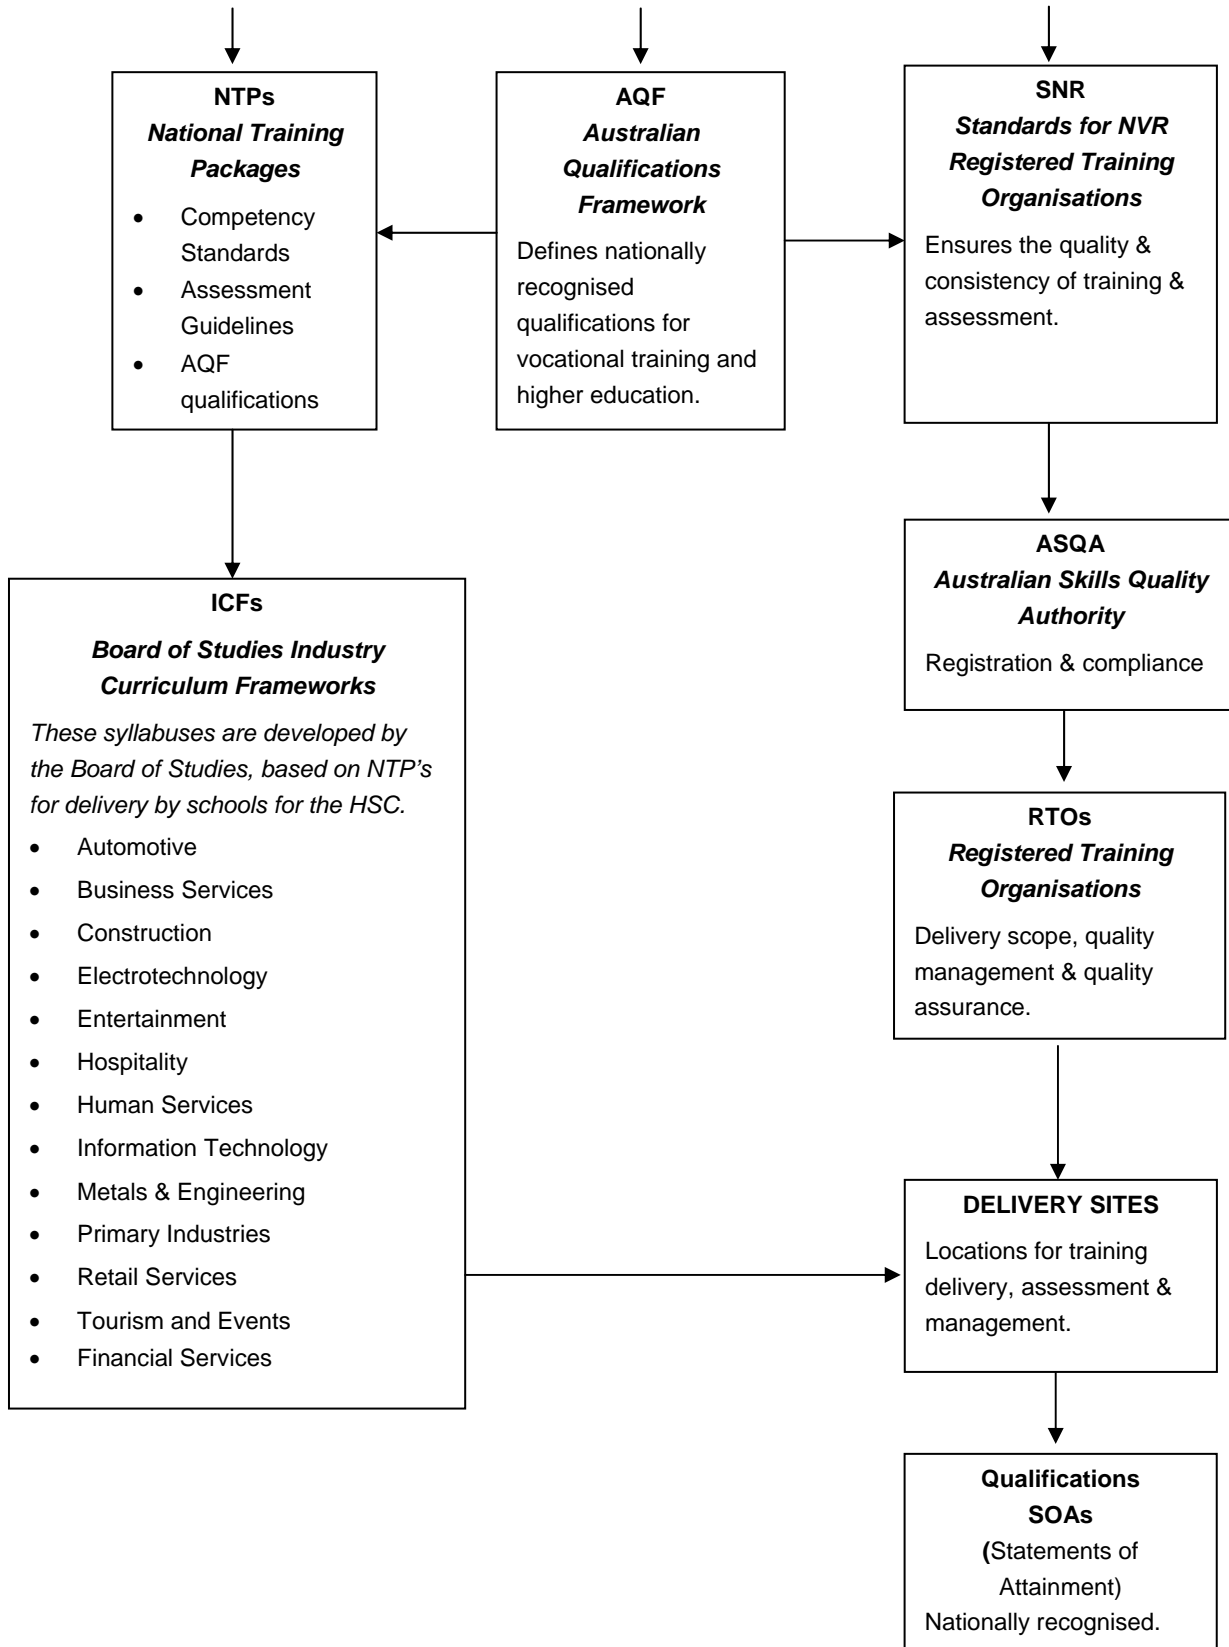 NTPs
National Training
Packages
• Competency
Standards
• Assessment
Guidelines
• AQF
qualifications
AQF
Australian
Qualifications
Framework
Defines nationally
recognised
qualifications for
vocational training and
higher education.
SNR
Standards for NVR
Registered Training
Organisations
Ensures the quality &
consistency of training &
assessment.
ICFs
Board of Studies Industry
Curriculum Frameworks
These syllabuses are developed by
the Board of Studies, based on NTP’s
for delivery by schools for the HSC.
• Automotive
• Business Services
• Construction
• Electrotechnology
• Entertainment
• Hospitality
• Human Services
• Information Technology
• Metals & Engineering
• Primary Industries
• Retail Services
• Tourism and Events
• Financial Services
ASQA
Australian Skills Quality
Authority
Registration & compliance
RTOs
Registered Training
Organisations
Delivery scope, quality
management & quality
assurance.
DELIVERY SITES
Locations for training
delivery, assessment &
management.
Qualifications
SOAs
(Statements of
Attainment)
Nationally recognised.